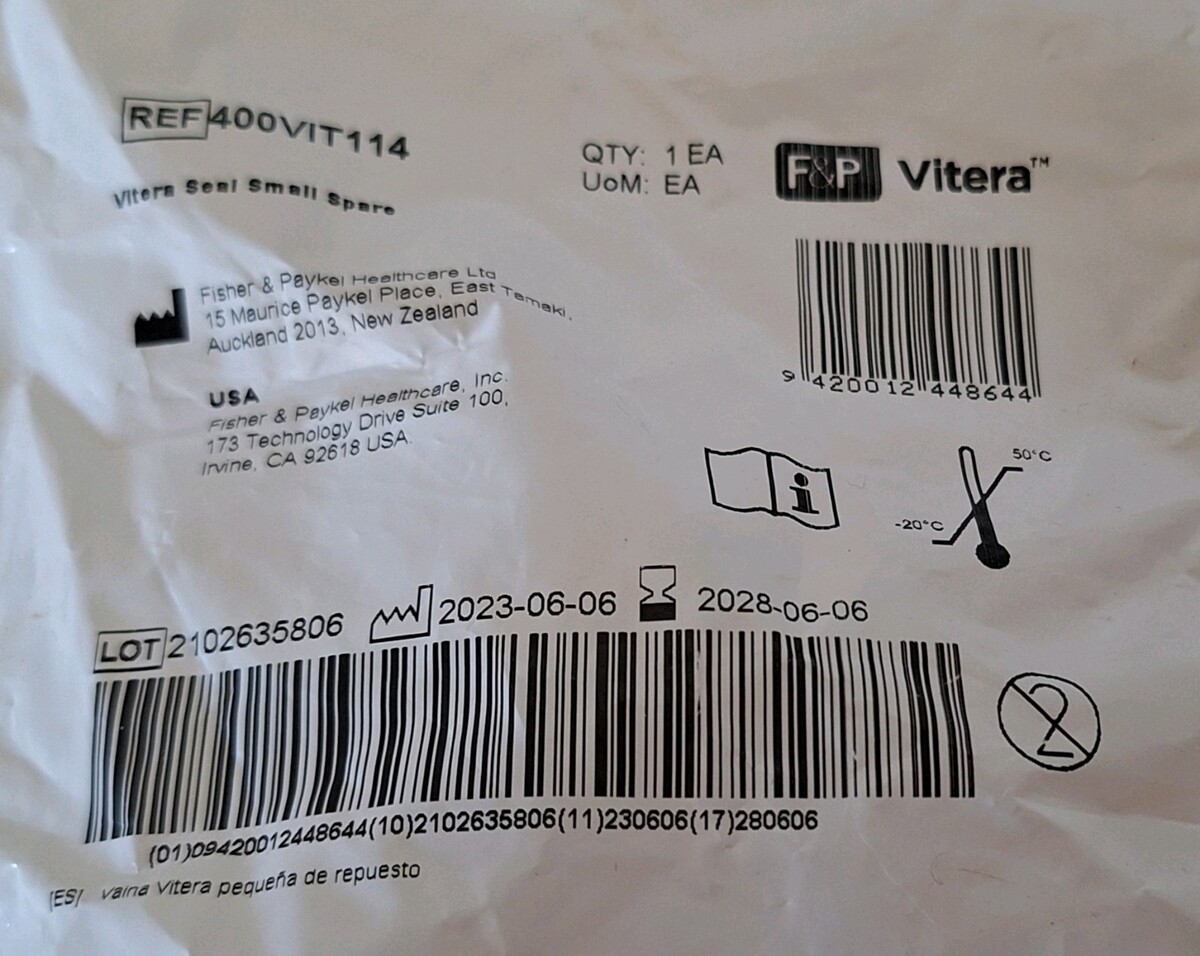 REF 400VIT114
Vitera Seal Small Spare
QTY: 1 EA
UoM: EA
F&P Vitera™
Fisher & Paykel Healthcare Ltd
15 Maurice Paykel Place, East Tamaki,
Auckland 2013, New Zealand
USA
Fisher & Paykel Healthcare, Inc.
173 Technology Drive Suite 100,
Irvine, CA 92618 USA.
9 420012 448644
i
50°C
-20°C
LOT 2102635806
2023-06-06
2028-06-06
2
(01)09420012448644(10)2102635806(11)230606(17)280606
[ES] Vaina Vitera pequeña de repuesto